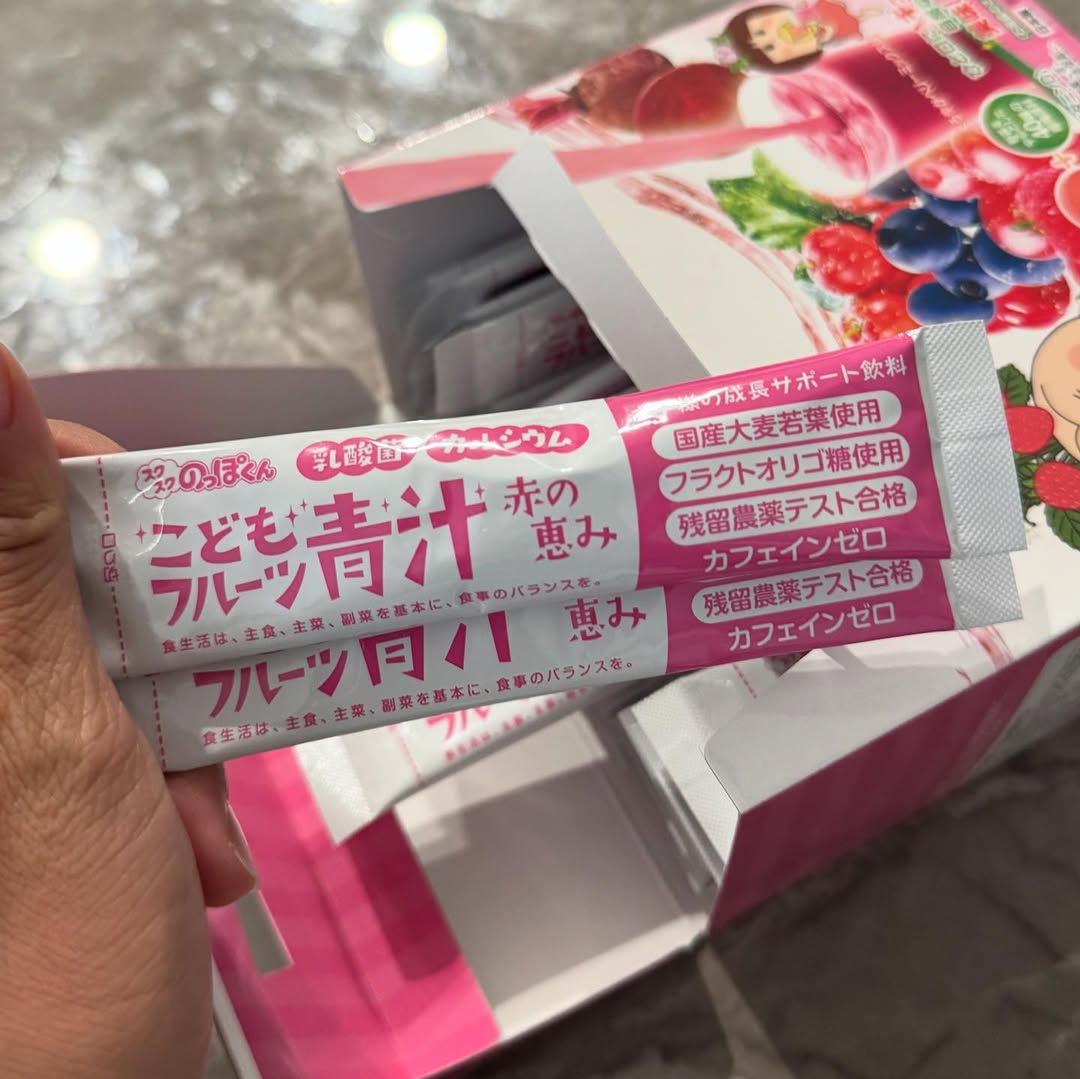 スクスクのっぽくん
乳酸菌 カルシウム
こども
フルーツ青汁
赤の
恵み
食生活は、主食、主菜、副菜を基本に、食事のバランスを。
様の成長サポート飲料
国産大麦若葉使用
フラクトオリゴ糖使用
残留農薬テスト合格
カフェインゼロ
フルーツ青汁
恵み
食生活は、主食、主菜、副菜を基本に、食事のバランスを。
残留農薬テスト合格
カフェインゼロ